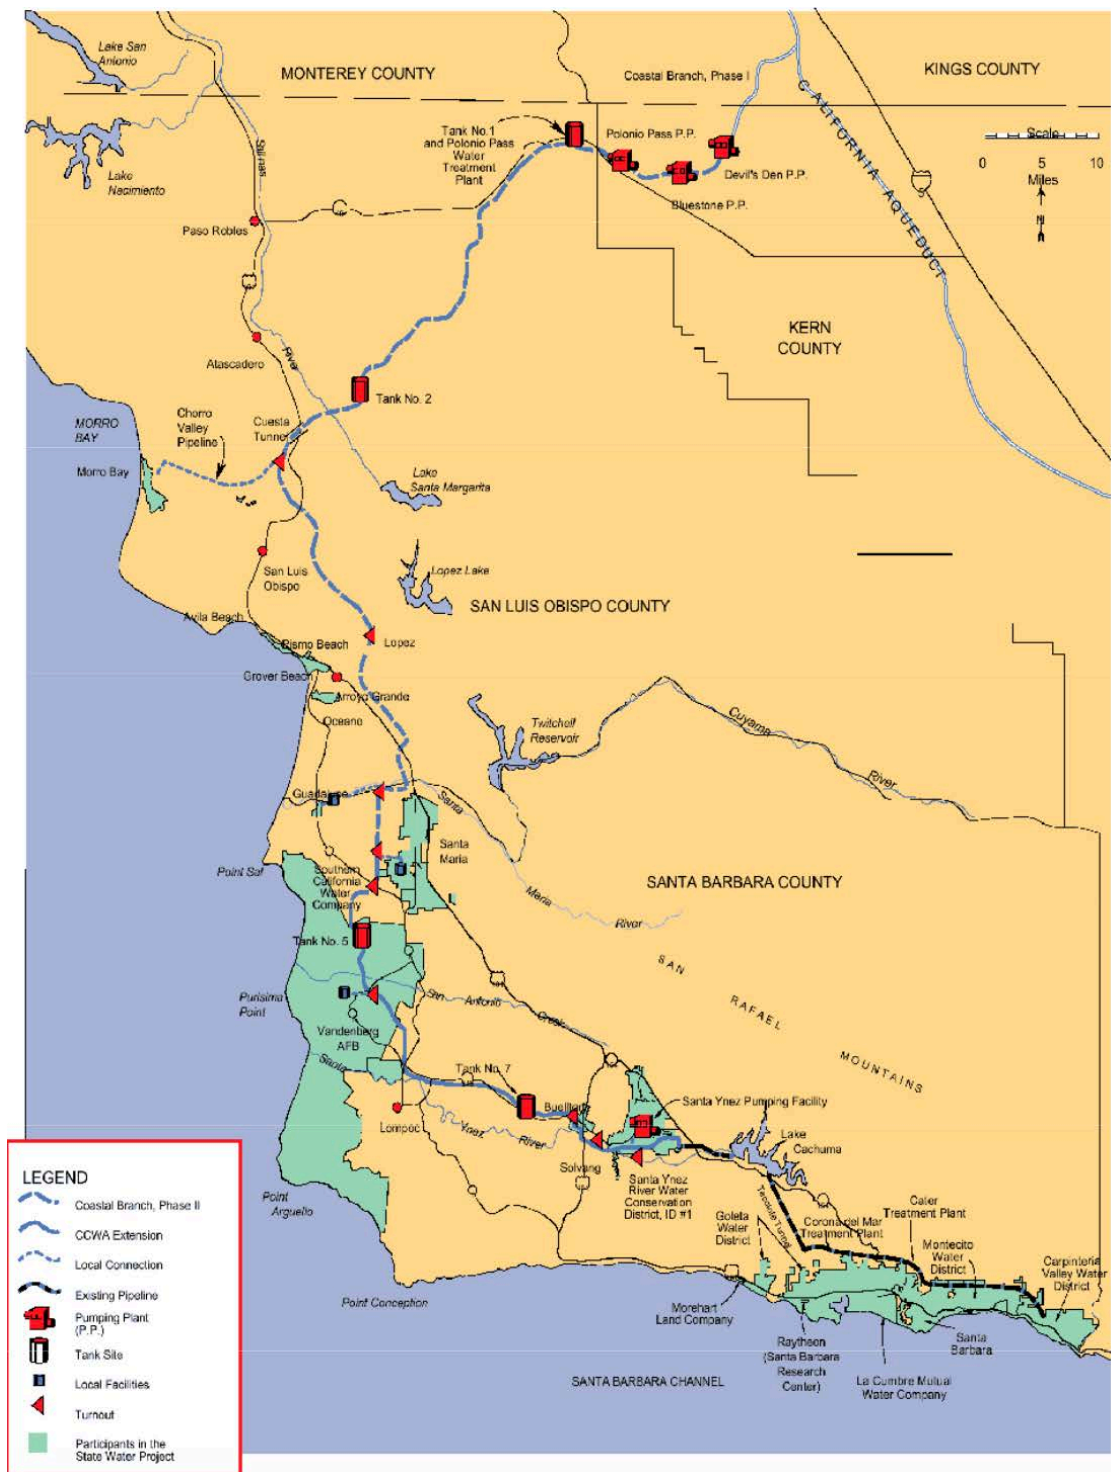 Lake San
Antonio
MONTEREY COUNTY
Coastal Branch, Phase I
KINGS COUNTY
CALIFORNIA AQUEDUCT
Tank No.1
and Polonio Pass
Water
Treatment
Plant
Polonio Pass P.P.
Devil's Den P.P.
Bluestone P.P.
Scale
0 5 10
Miles
N
5
Lake
Nacimiento
Salinas
River
Paso Robles
Atascadero
KERN
COUNTY
Tank No. 2
MORRO
BAY
Chorro
Valley
Pipeline
Cuesta
Tunnel
Morro Bay
Lake
Santa Margarita
San Luis
Obispo
Lopez Lake
SAN LUIS OBISPO COUNTY
Avila Beach
Pismo Beach
Lopez
Grover Beach
Arroyo Grande
Oceano
Twitchell
Reservoir
Cuyama
River
Guadalupe
Santa
Maria
River
Santa
Maria
Point Sal
Southern
California
Water
Company
SANTA BARBARA COUNTY
Tank No. 5
SAN
RAFAEL
MOUNTAINS
Purisima
Point
San Antonio
Creek
Vandenberg
AFB
Santa
Ynez
River
Tank No. 7
Buellton
Santa Ynez Pumping Facility
Lompoc
Lake
Cachuma
Solvang
Santa Ynez
River Water
Conservation
District, ID #1
Point
Arguello
Goleta
Water
District
Tecolote Tunnel
Corona del Mar
Treatment Plant
Cater
Treatment Plant
Montecito
Water
District
Carpinteria
Valley Water
District
Point Conception
Morehart
Land Company
Raytheon
(Santa Barbara
Research
Center)
Santa
Barbara
La Cumbre Mutual
Water Company
SANTA BARBARA CHANNEL
LEGEND
Coastal Branch, Phase II
CCWA Extension
Local Connection
Existing Pipeline
Pumping Plant
(P.P.)
Tank Site
Local Facilities
Turnout
Participants in the
State Water Project